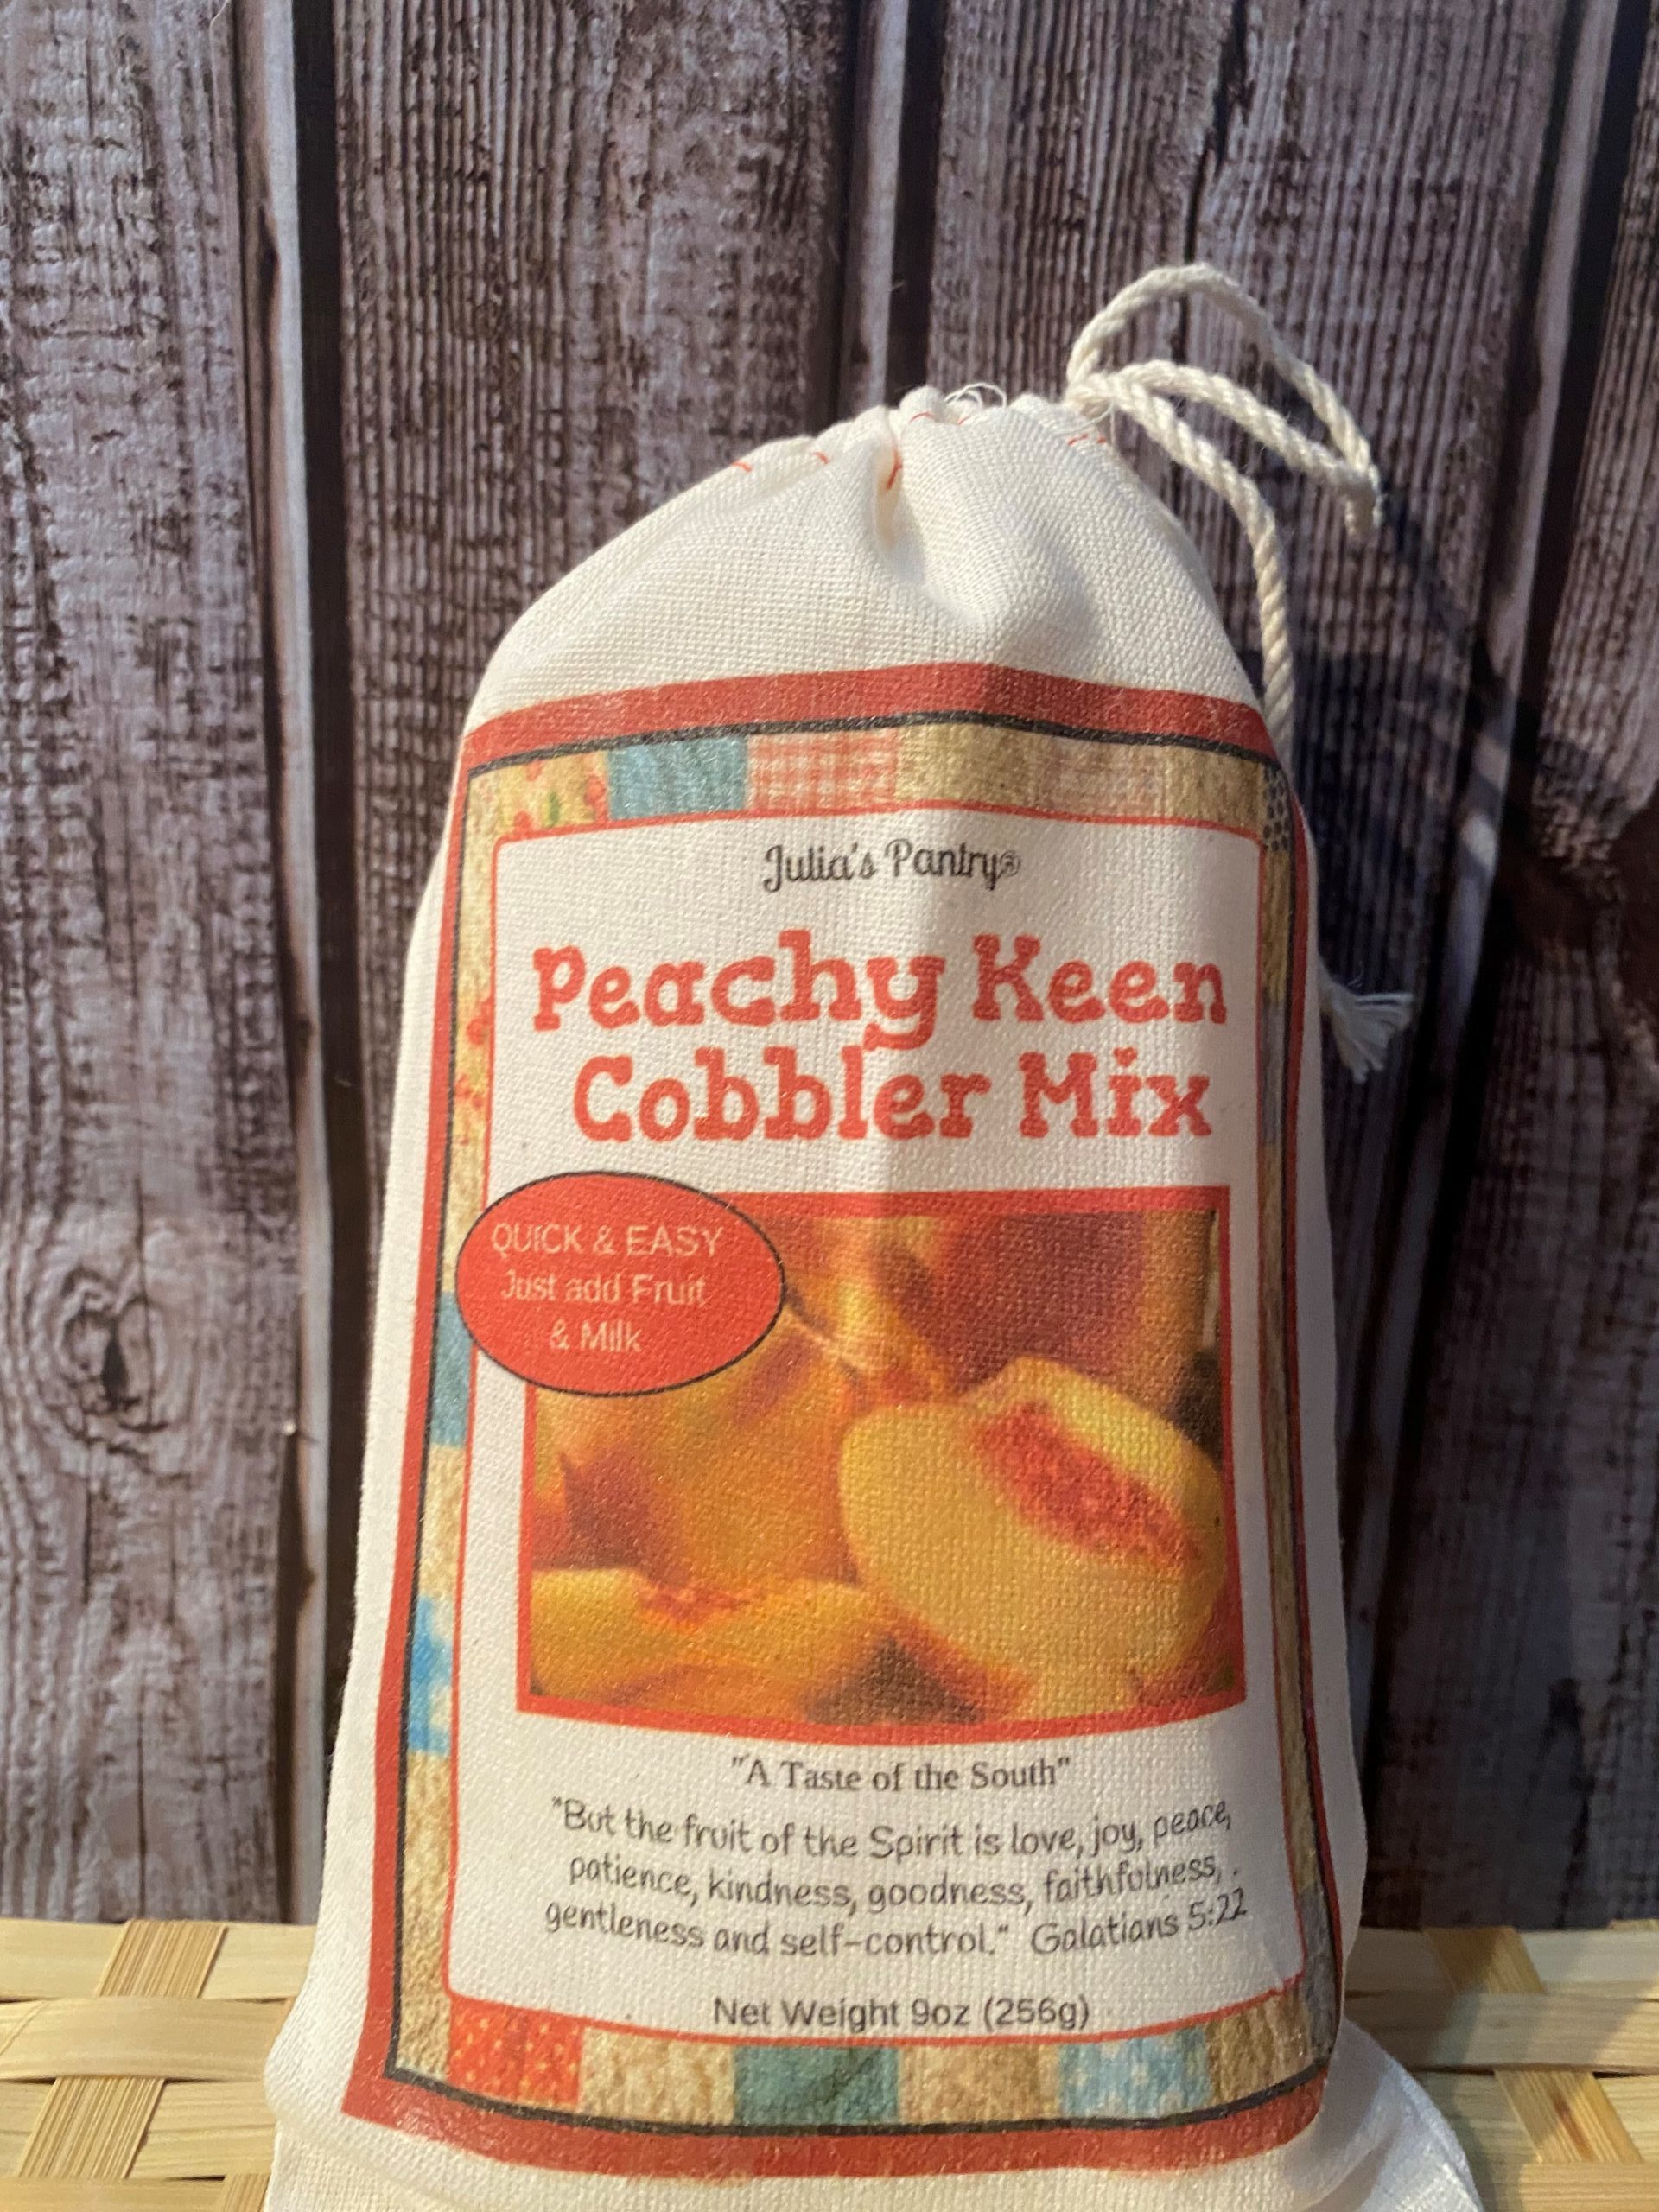 Julia's Pantry®
Peachy Keen
Cobbler Mix
QUICK & EASY
Just add Fruit
& Milk
"A Taste of the South"
"But the fruit of the Spirit is love, joy, peace,
patience, kindness, goodness, faithfulness,
gentleness and self-control." Galatians 5:22
Net Weight 9oz (256g)